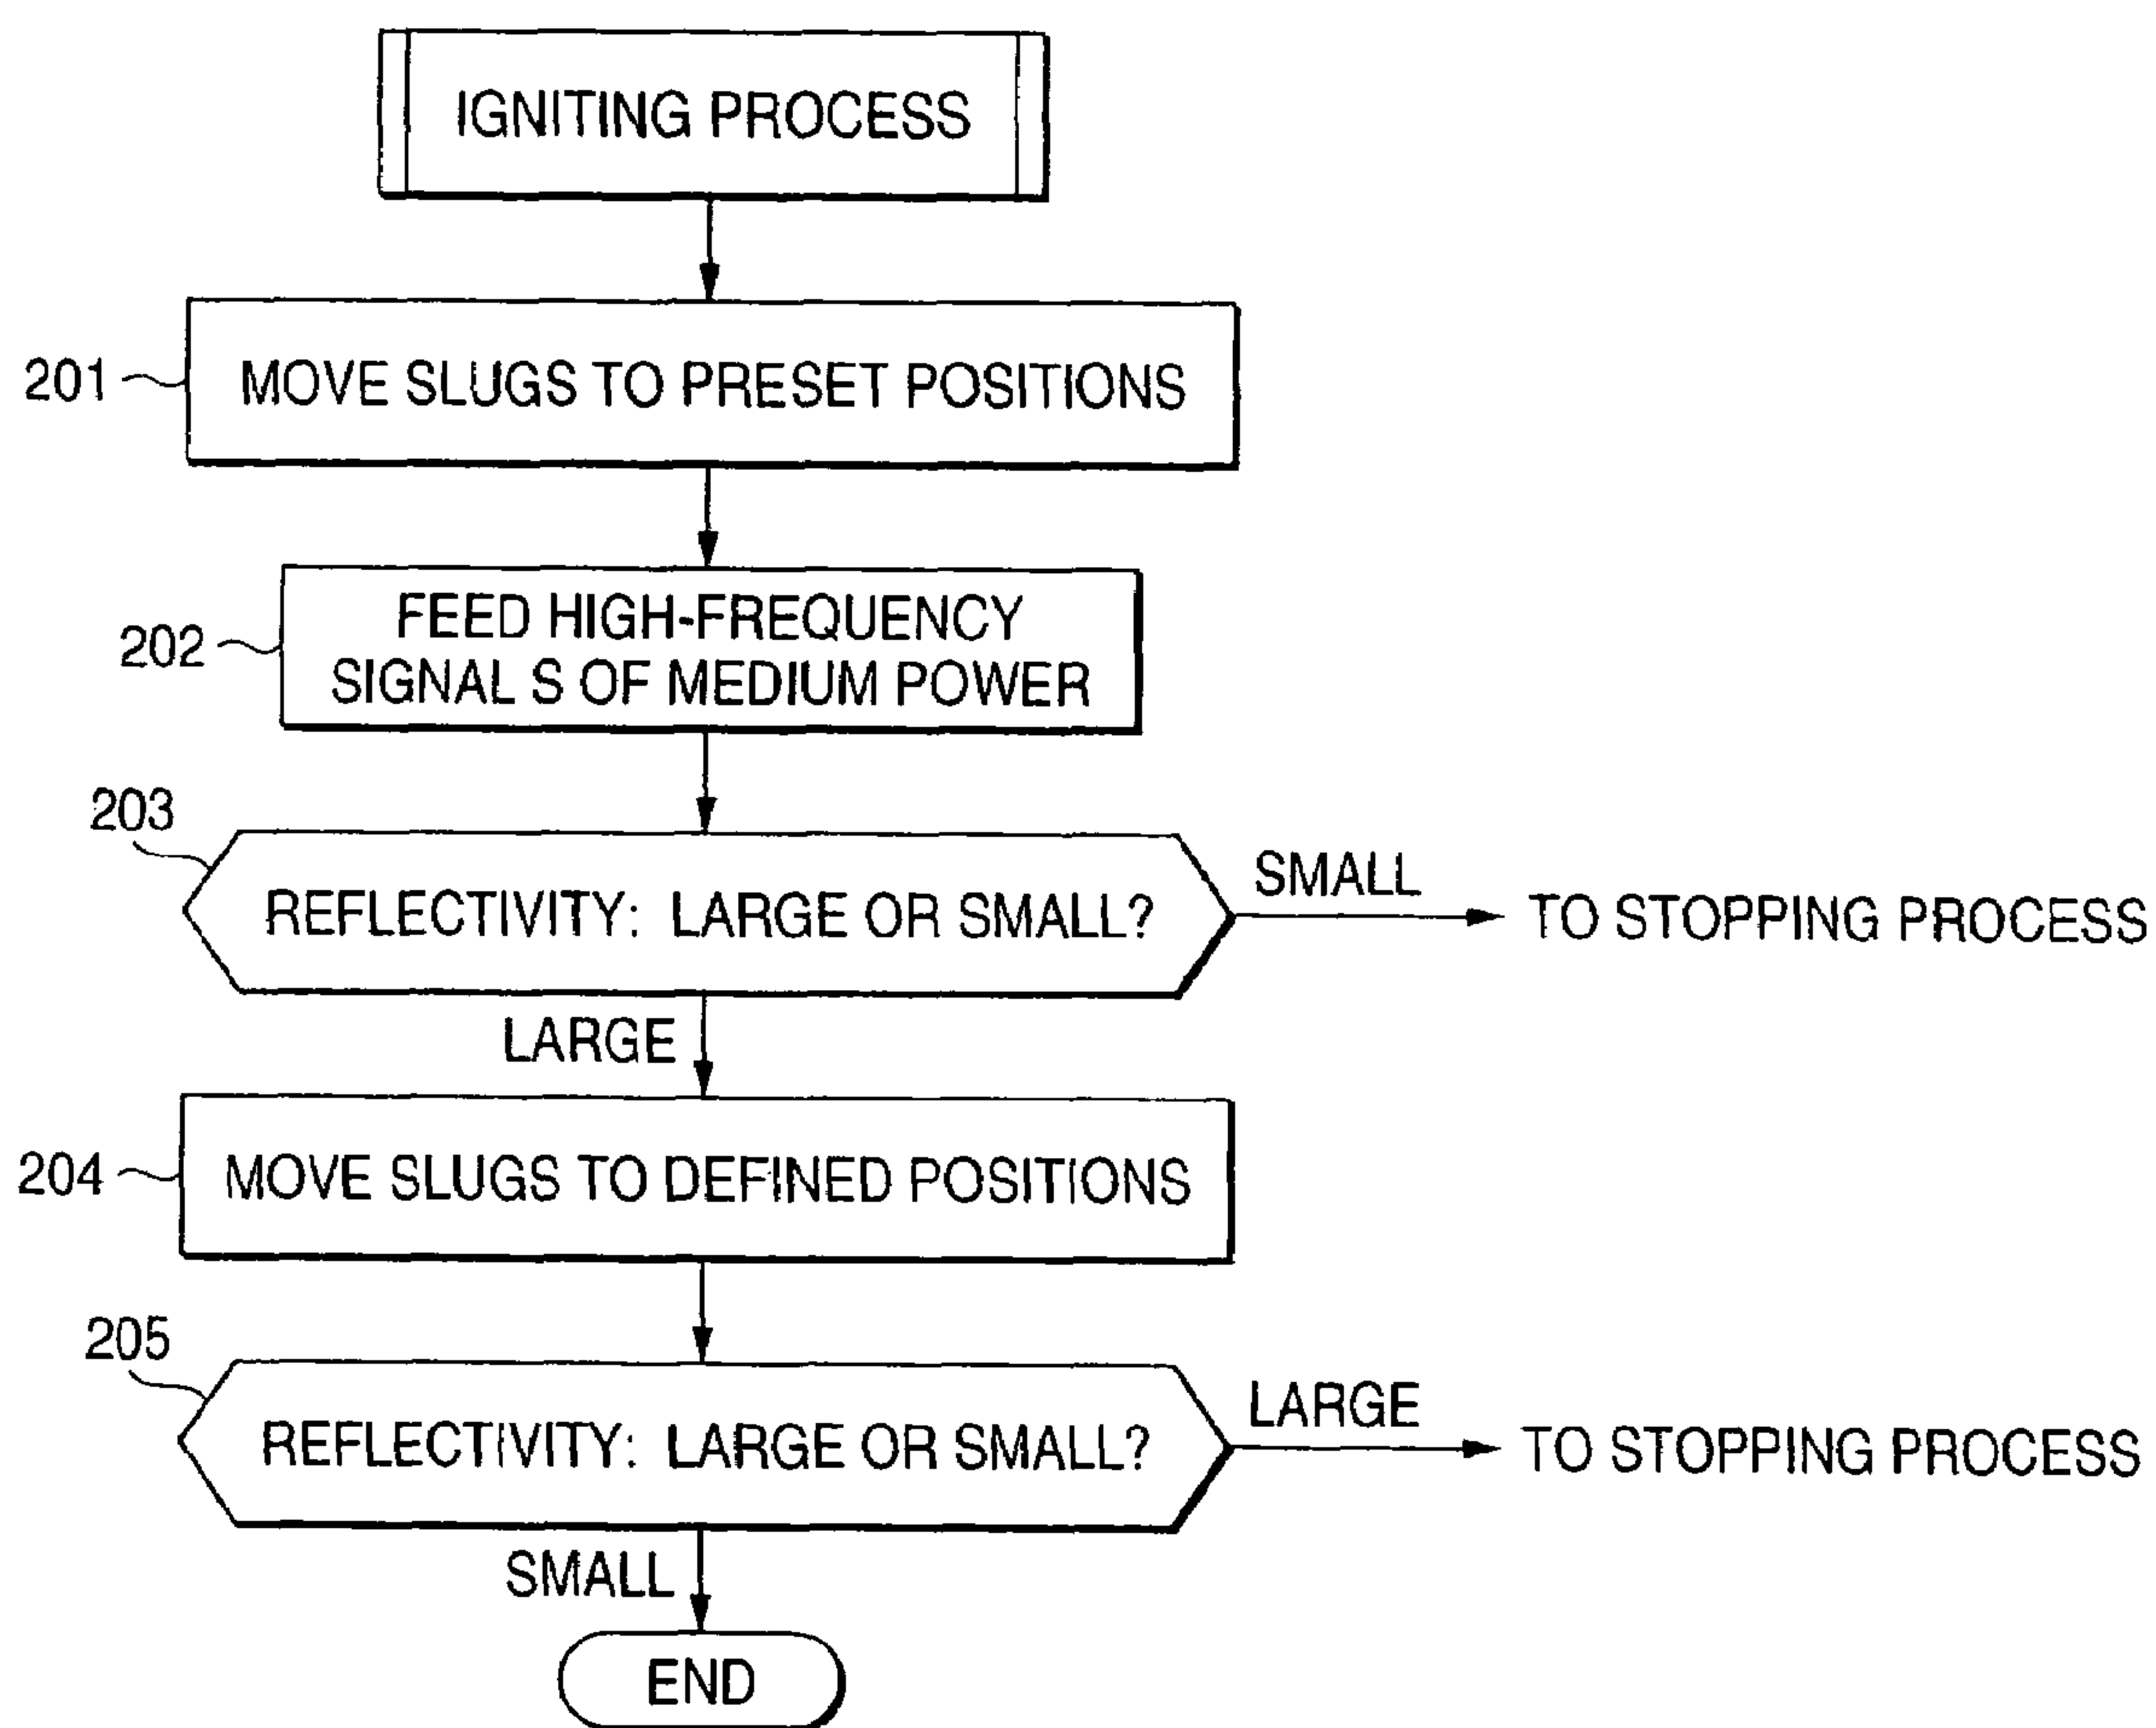 IGNITING PROCESS
201
MOVE SLUGS TO PRESET POSITIONS
202
FEED HIGH-FREQUENCY
SIGNAL S OF MEDIUM POWER
203
REFLECTIVITY: LARGE OR SMALL?
SMALL
TO STOPPING PROCESS
LARGE
204
MOVE SLUGS TO DEFINED POSITIONS
205
REFLECTIVITY: LARGE OR SMALL?
LARGE
TO STOPPING PROCESS
SMALL
END